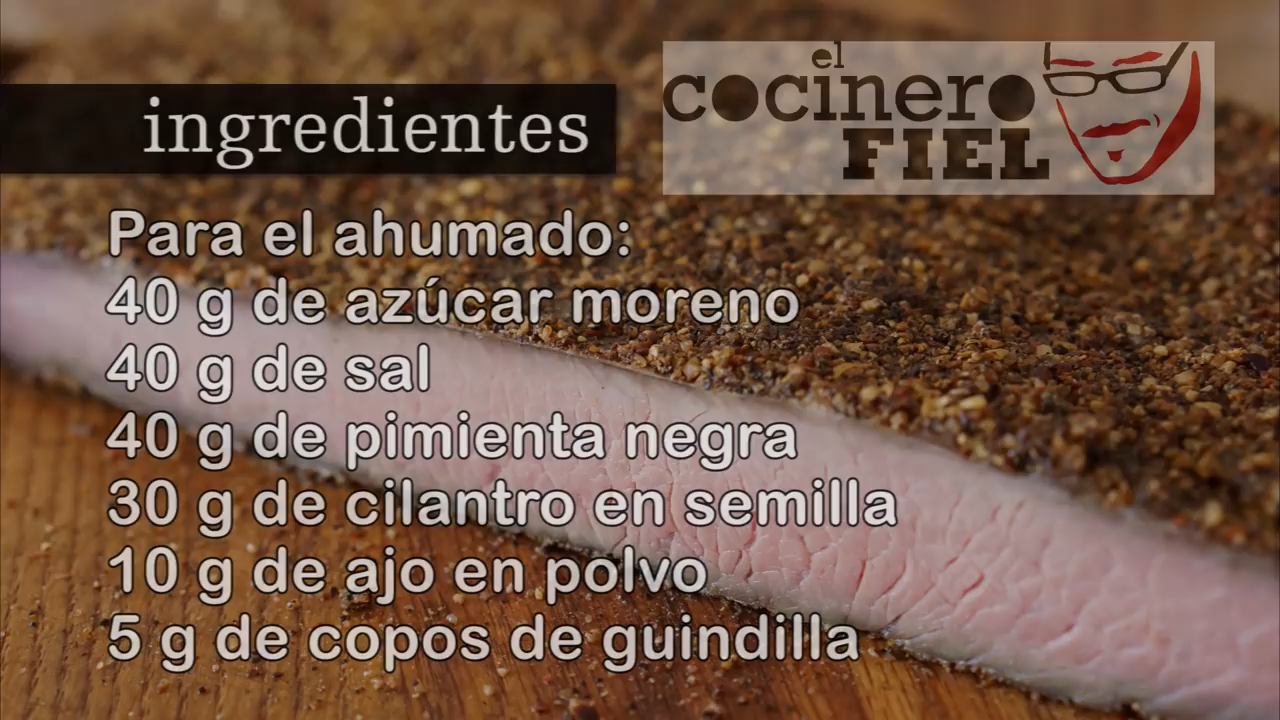 el
cocinero
FIEL
ingredientes
Para el ahumado:
40 g de azúcar moreno
40 g de sal
40 g de pimienta negra
30 g de cilantro en semilla
10 g de ajo en polvo
5 g de copos de guindilla